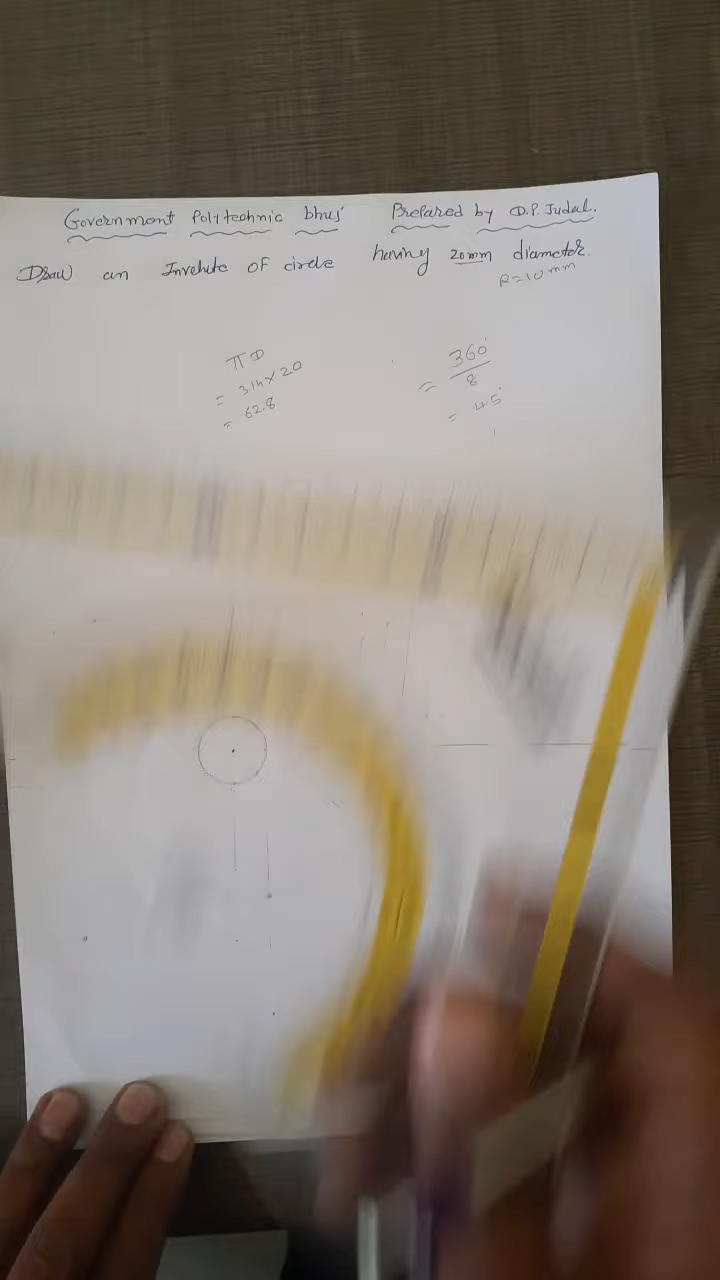 Government Polytechnic bhuj Prepared by D.P. Judal.
Draw an Invelute of circle having 20mm diameter.
R=10mm
πD
= 3.14×20
= 62.8
= 360°
8
= 45°